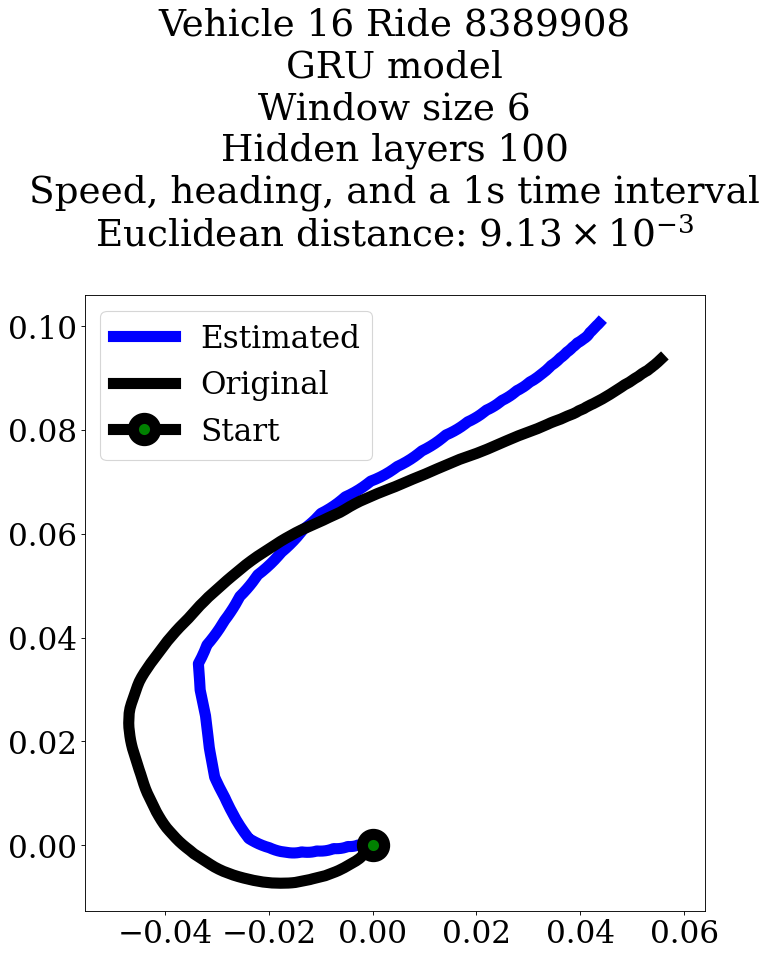 Vehicle 16 Ride 8389908
GRU model
Window size 6
Hidden layers 100
Speed, heading, and a 1s time interval
Euclidean distance: 9.13 × 10⁻³
Estimated
Original
Start
0.10
0.08
0.06
0.04
0.02
0.00
−0.04 −0.02 0.00 0.02 0.04 0.06